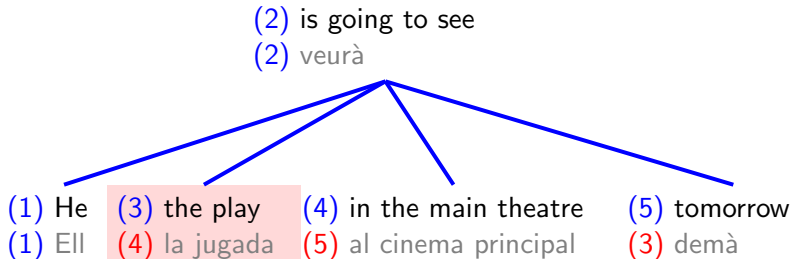 (2) is going to see
(2) veurà
(1) He (3) the play (4) in the main theatre (5) tomorrow
(1) Ell (4) la jugada (5) al cinema principal (3) demà